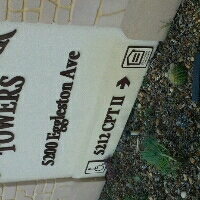 TOWERS
5200 Eggleston Ave
5212 CPT II